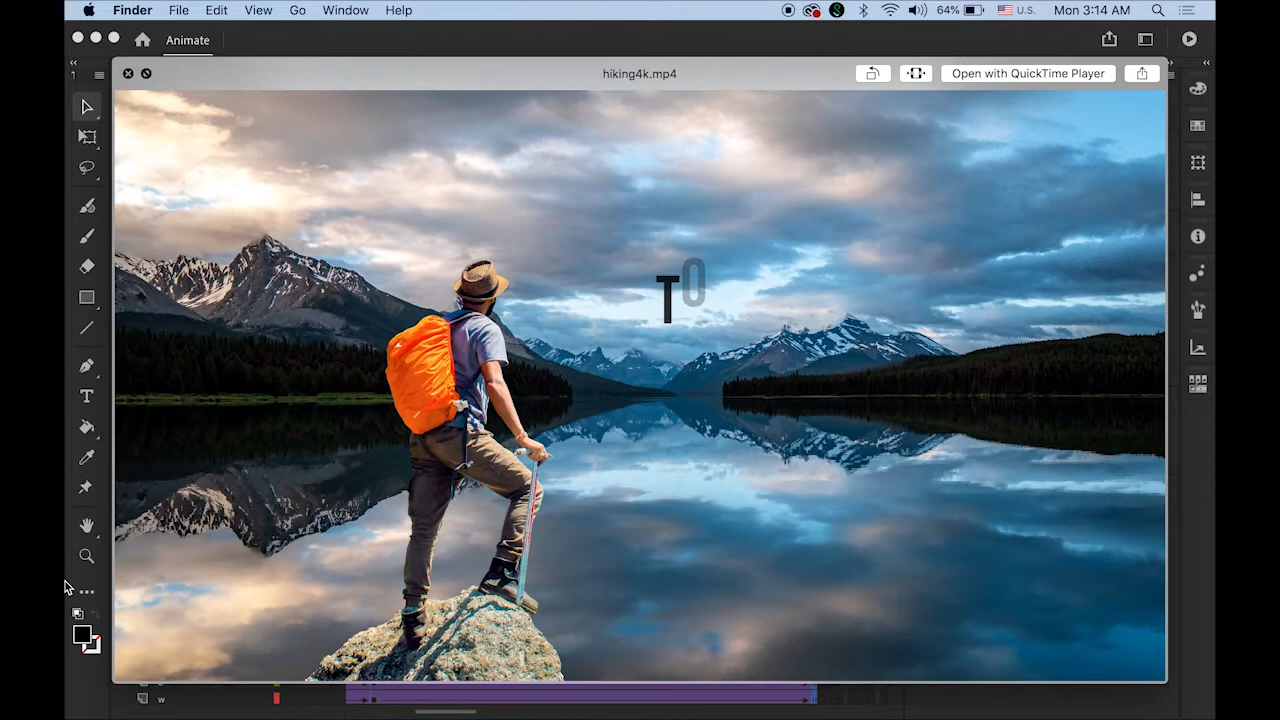 Finder File Edit View Go Window Help 64% U.S. Mon 3:14 AM
Animate
hiking4k.mp4 Open with QuickTime Player
TO
w